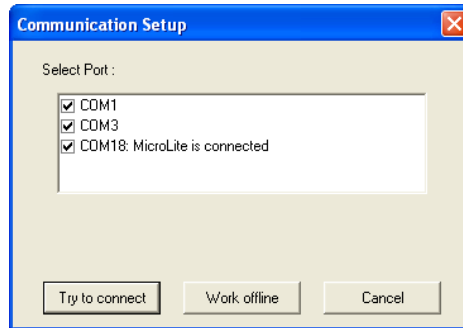 Communication Setup
Select Port :
COM1
COM3
COM18: MicroLite is connected
Try to connect
Work offline
Cancel